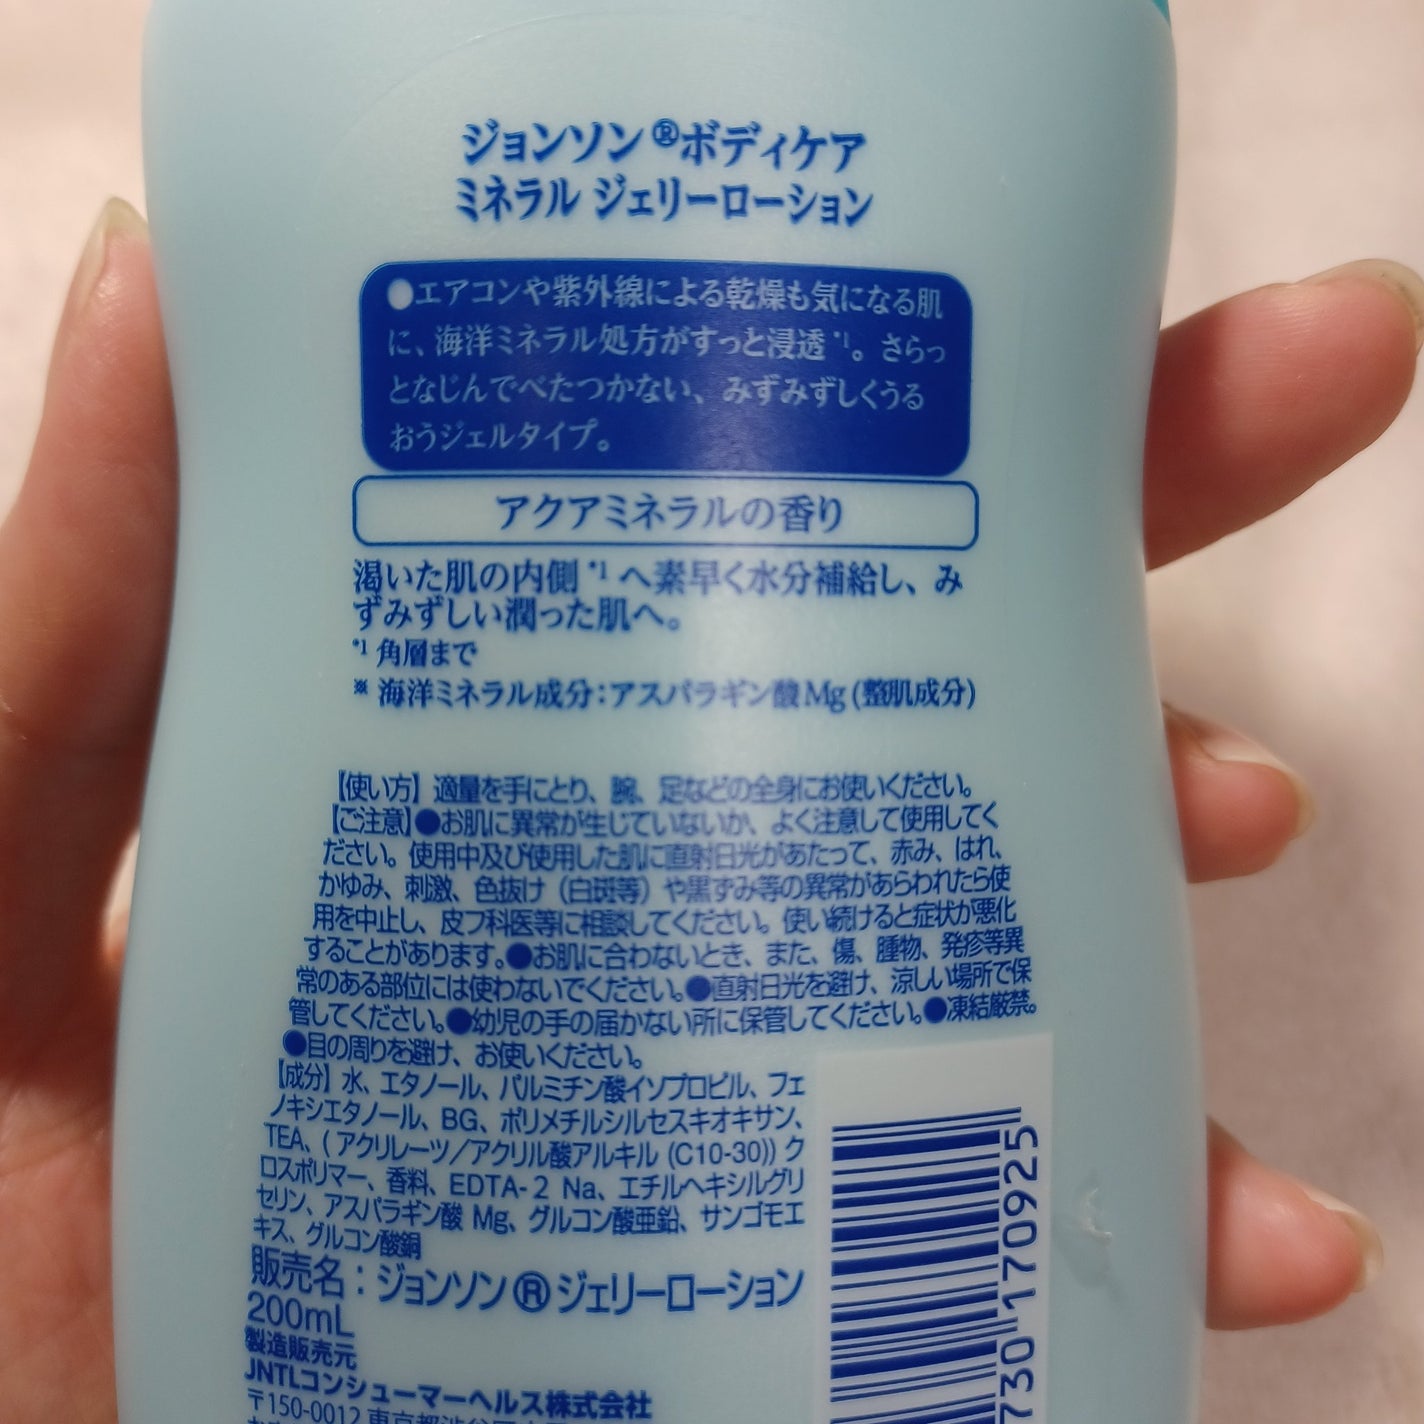 ジョンソン®ボディケア
ミネラル ジェリーローション
●エアコンや紫外線による乾燥も気になる肌
に、海洋ミネラル処方がすっと浸透*1。さらっ
となじんでべたつかない、みずみずしくうる
おうジェルタイプ。
アクアミネラルの香り
渇いた肌の内側*1へ素早く水分補給し、み
ずみずしい潤った肌へ。
*1 角層まで
※ 海洋ミネラル成分：アスパラギン酸Mg(整肌成分)
【使い方】適量を手にとり、腕、足などの全身にお使いください。
【ご注意】●お肌に異常が生じていないか、よく注意して使用してく
ださい。使用中及び使用した肌に直射日光があたって、赤み、はれ、
かゆみ、刺激、色抜け（白斑等）や黒ずみ等の異常があらわれたら使
用を中止し、皮フ科医等に相談してください。使い続けると症状が悪化
することがあります。●お肌に合わないとき、また、傷、腫物、発疹等異
常のある部位には使わないでください。●直射日光を避け、涼しい場所で保
管してください。●幼児の手の届かない所に保管してください。●凍結厳禁。
●目の周りを避け、お使いください。
【成分】水、エタノール、パルミチン酸イソプロピル、フェ
ノキシエタノール、BG、ポリメチルシルセスキオキサン、
TEA、(アクリレーツ／アクリル酸アルキル(C10-30))ク
ロスポリマー、香料、EDTA-2Na、エチルヘキシルグリ
セリン、アスパラギン酸Mg、グルコン酸亜鉛、サンゴモエ
キス、グルコン酸銅
販売名：ジョンソン®ジェリーローション
200mL
製造販売元
JNTLコンシューマーヘルス株式会社
〒150-0012 東京都渋谷区
730170925